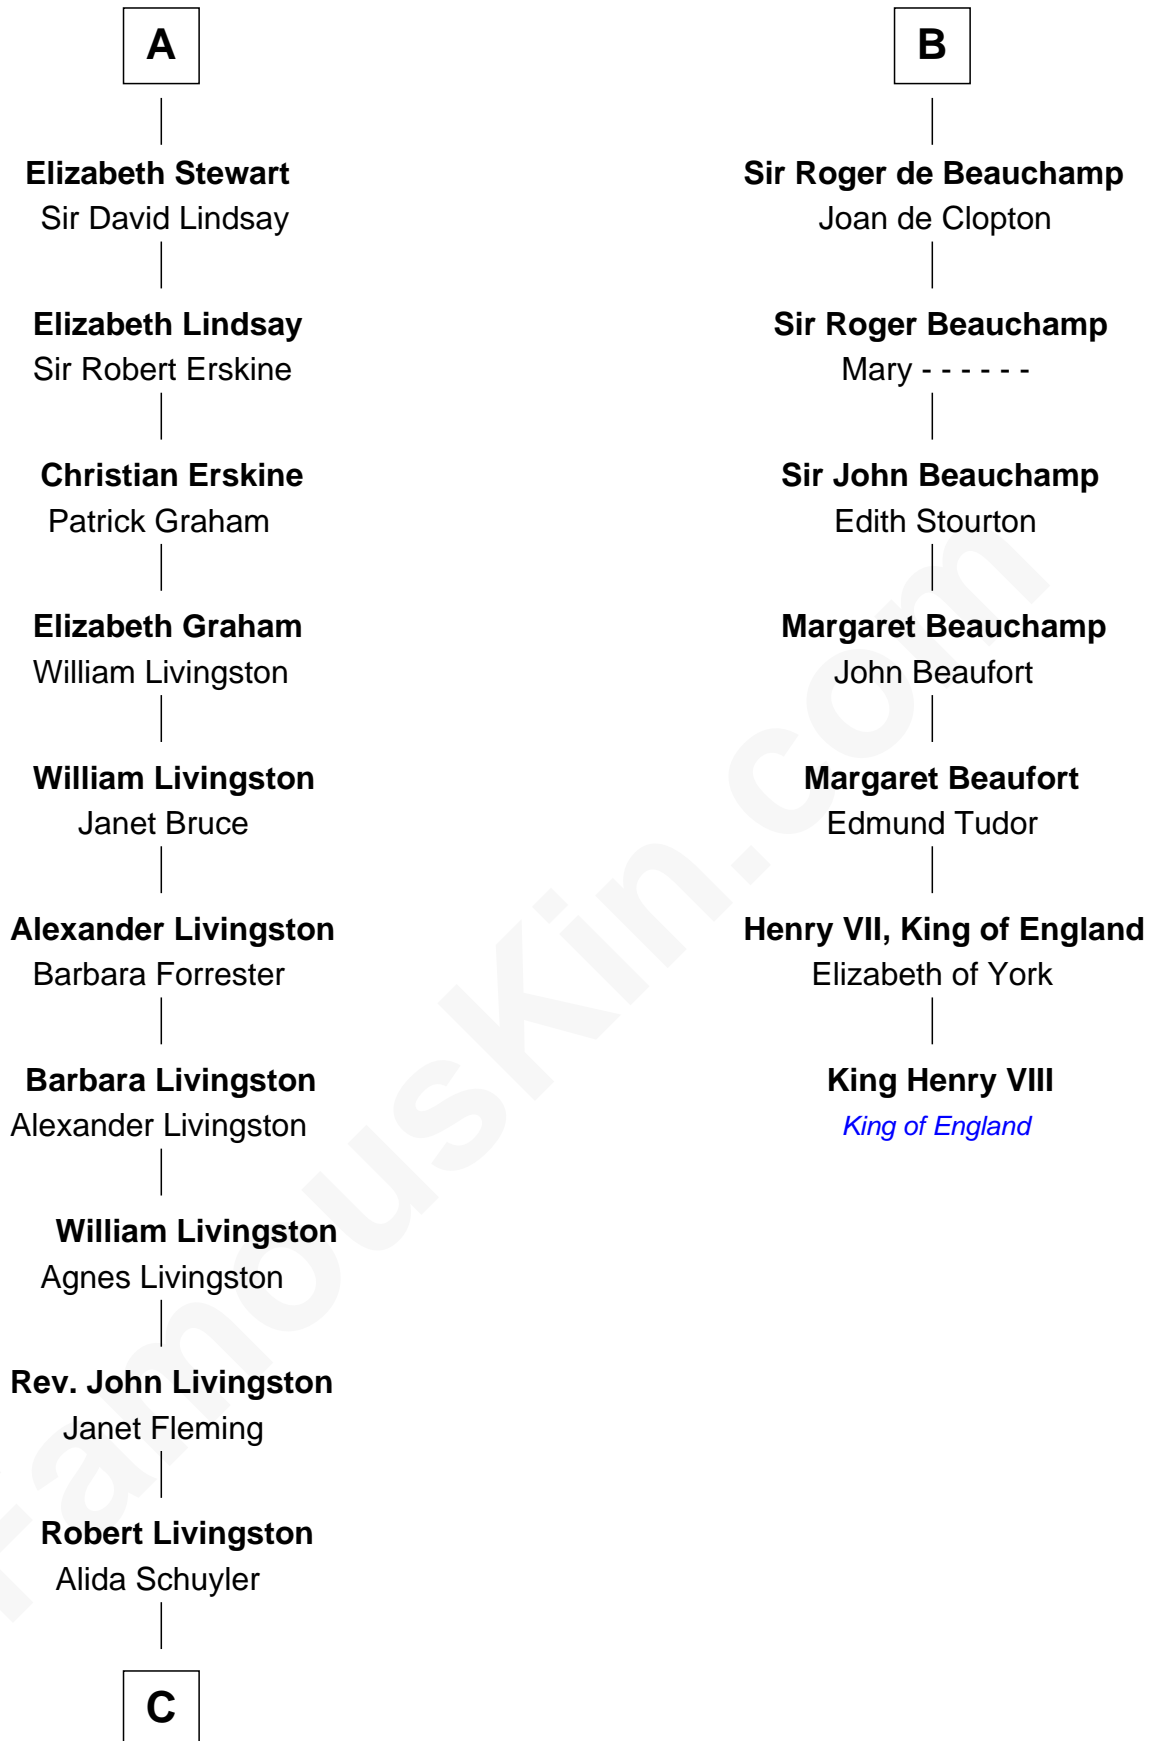 A
Elizabeth Stewart
Sir David Lindsay
Elizabeth Lindsay
Sir Robert Erskine
Christian Erskine
Patrick Graham
Elizabeth Graham
William Livingston
William Livingston
Janet Bruce
Alexander Livingston
Barbara Forrester
Barbara Livingston
Alexander Livingston
William Livingston
Agnes Livingston
Rev. John Livingston
Janet Fleming
Robert Livingston
Alida Schuyler
C
B
Sir Roger de Beauchamp
Joan de Clopton
Sir Roger Beauchamp
Mary - - - - - -
Sir John Beauchamp
Edith Stourton
Margaret Beauchamp
John Beaufort
Margaret Beaufort
Edmund Tudor
Henry VII, King of England
Elizabeth of York
King Henry VIII
King of England
FamousKin.com